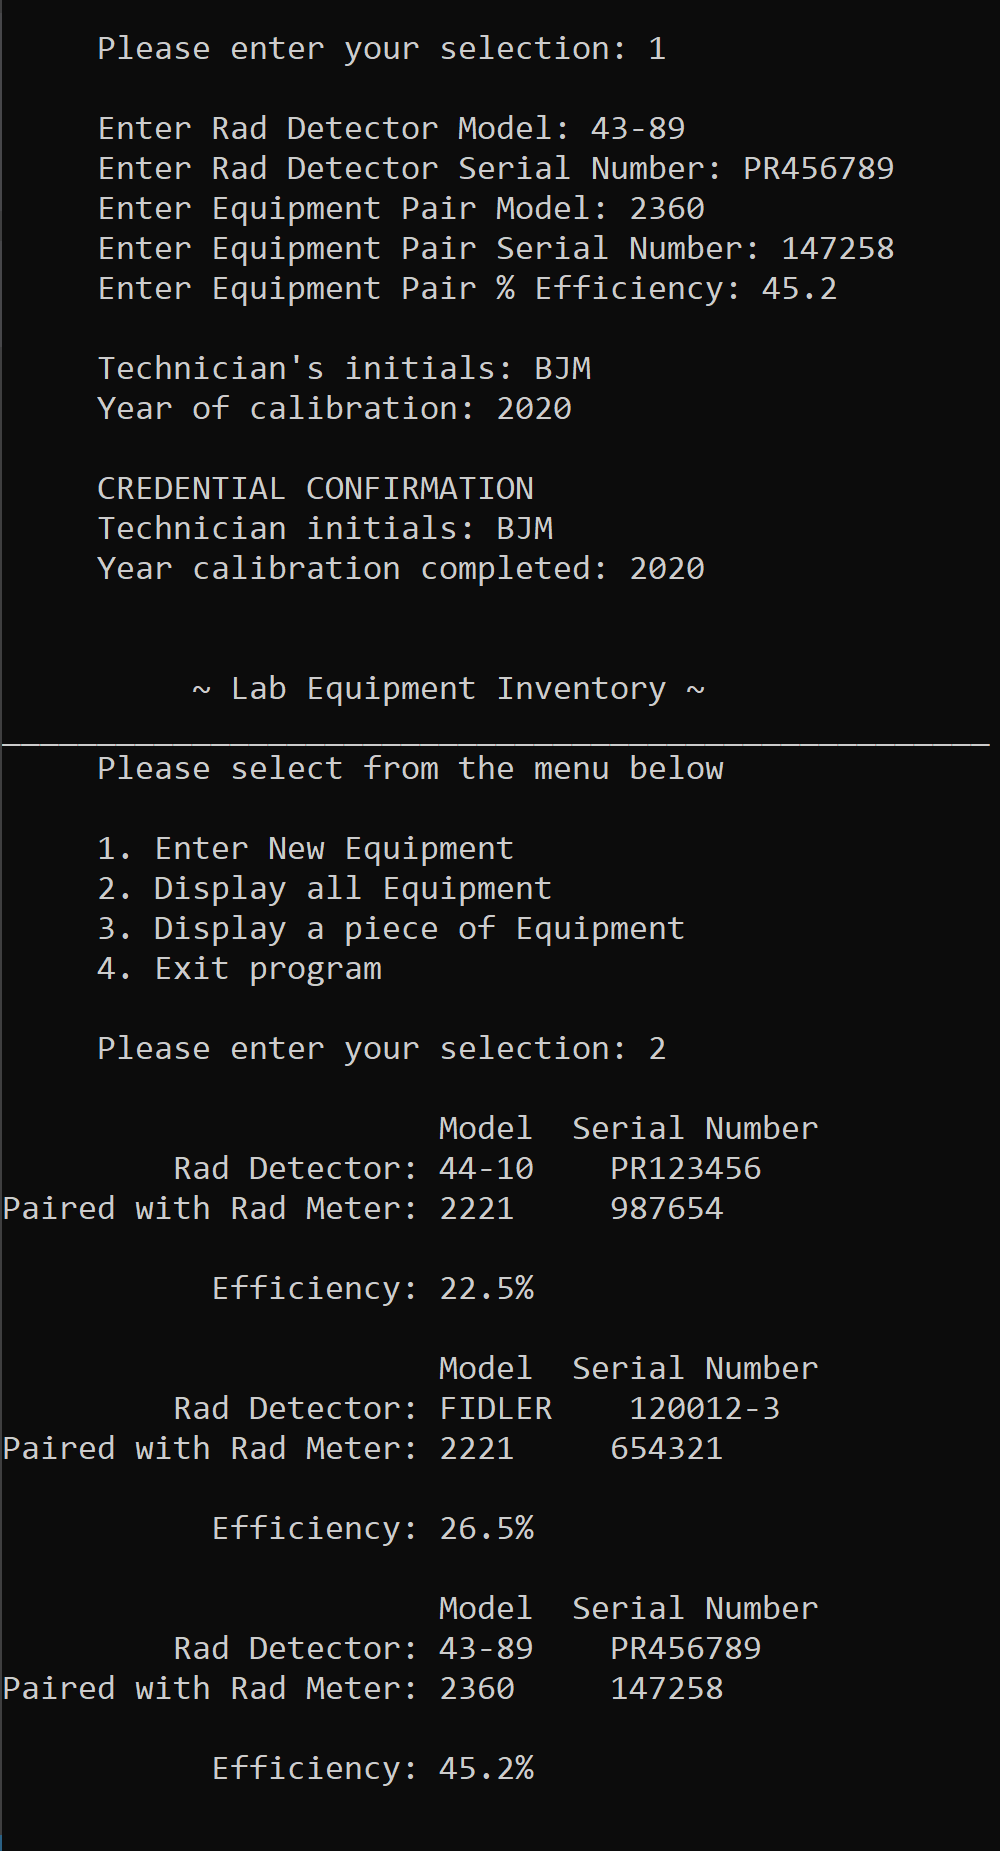 Please enter your selection: 1
Enter Rad Detector Model: 43-89
Enter Rad Detector Serial Number: PR456789
Enter Equipment Pair Model: 2360
Enter Equipment Pair Serial Number: 147258
Enter Equipment Pair % Efficiency: 45.2
Technician's initials: BJM
Year of calibration: 2020
CREDENTIAL CONFIRMATION
Technician initials: BJM
Year calibration completed: 2020
~ Lab Equipment Inventory ~
____________________________________________________
Please select from the menu below
1. Enter New Equipment
2. Display all Equipment
3. Display a piece of Equipment
4. Exit program
Please enter your selection: 2
Model  Serial Number
Rad Detector: 44-10    PR123456
Paired with Rad Meter: 2221     987654
Efficiency: 22.5%
Model  Serial Number
Rad Detector: FIDLER    120012-3
Paired with Rad Meter: 2221     654321
Efficiency: 26.5%
Model  Serial Number
Rad Detector: 43-89    PR456789
Paired with Rad Meter: 2360     147258
Efficiency: 45.2%